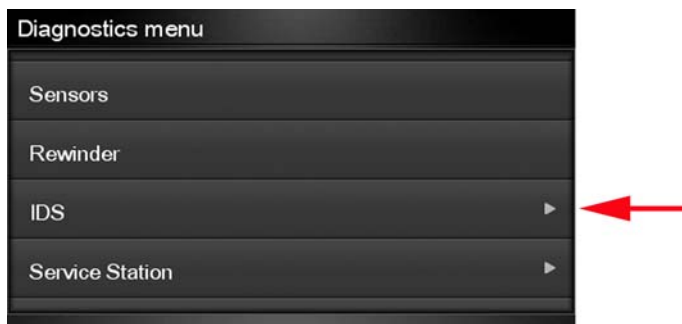 Diagnostics menu
Sensors
Rewinder
IDS
Service Station